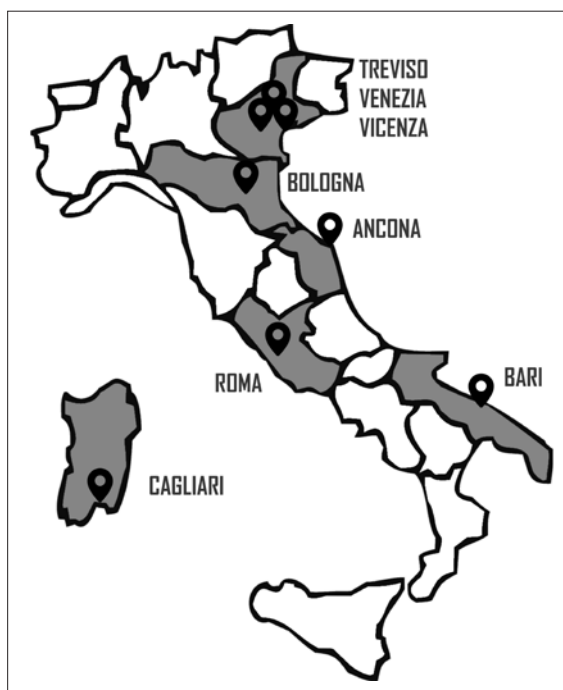 TREVISO
VENEZIA
VICENZA
BOLOGNA
ANCONA
ROMA
BARI
CAGLIARI